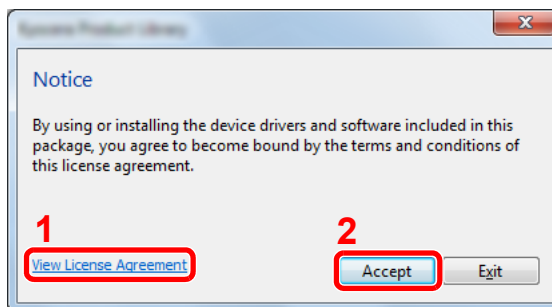 Notice
By using or installing the device drivers and software included in this
package, you agree to become bound by the terms and conditions of
this license agreement.
1
2
View License Agreement
Accept
Exit